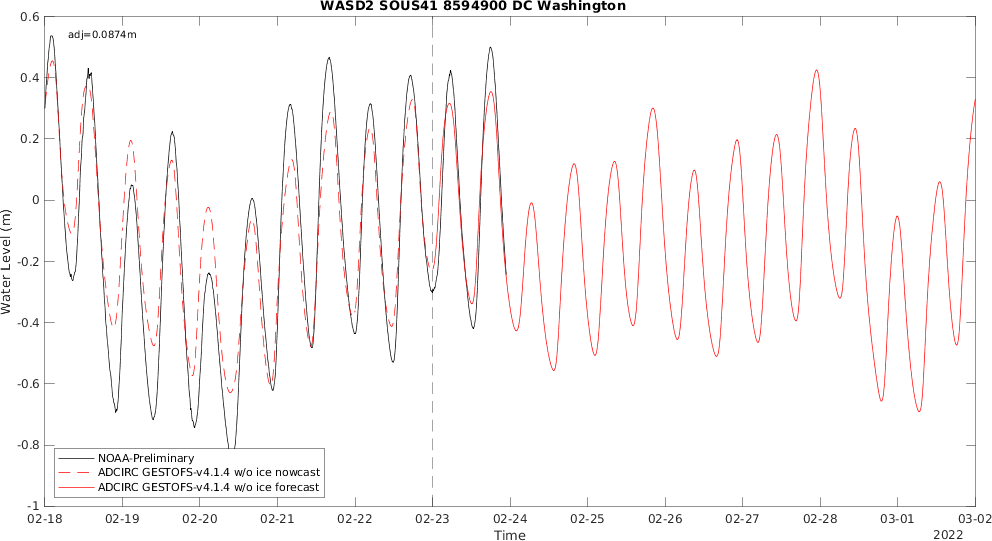 WASD2 SOUS41 8594900 DC Washington
adj=0.0874m
0.6
0.4
0.2
0
-0.2
-0.4
-0.6
-0.8
-1
Water Level (m)
NOAA-Preliminary
ADCIRC GESTOFS-v4.1.4 w/o ice nowcast
ADCIRC GESTOFS-v4.1.4 w/o ice forecast
02-18 02-19 02-20 02-21 02-22 02-23 02-24 02-25 02-26 02-27 02-28 03-01 03-02
Time
2022